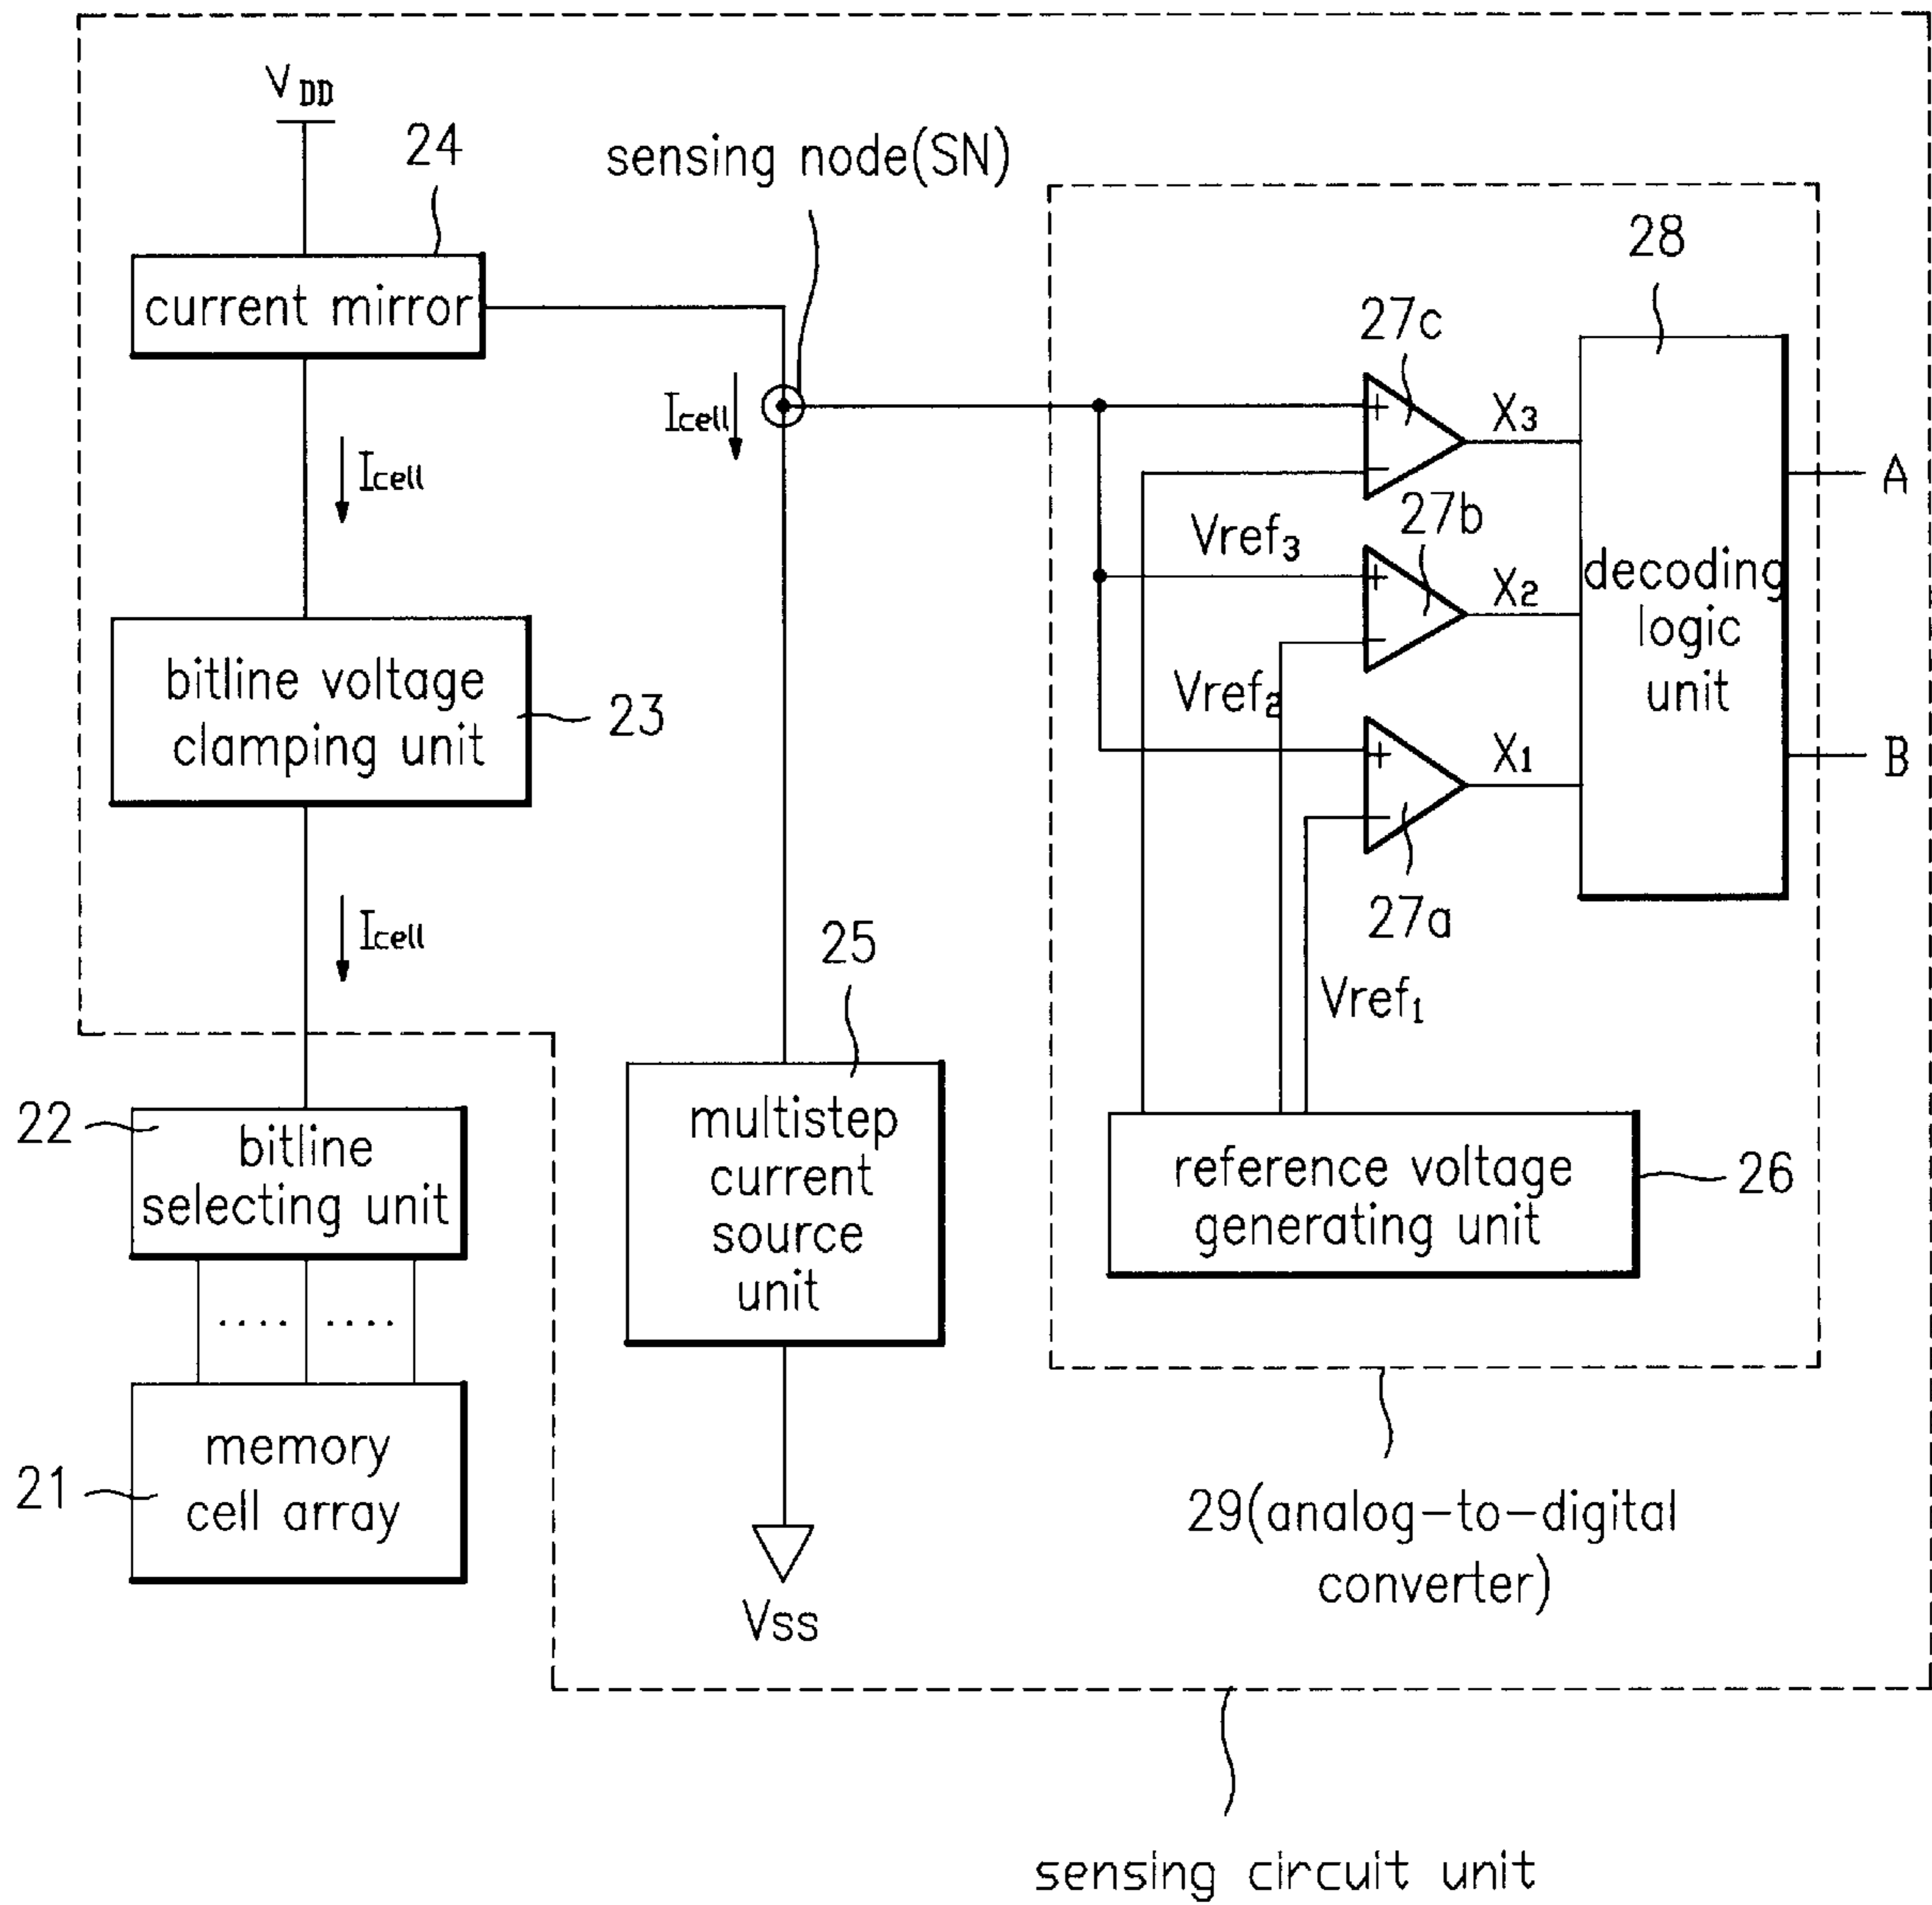 V DD
24
sensing node(SN)
28
current mirror
27c
+
-
X3
Icell
Icell
A
Vref3
27b
+
-
X2
decoding
logic
unit
bitline voltage
clamping unit
23
Vref2
+
-
X1
B
27a
Icell
25
Vref1
22
bitline
selecting unit
multistep
current
source
unit
reference voltage
generating unit
26
.... ....
21
memory
cell array
29(analog-to-digital
converter)
Vss
sensing circuit unit